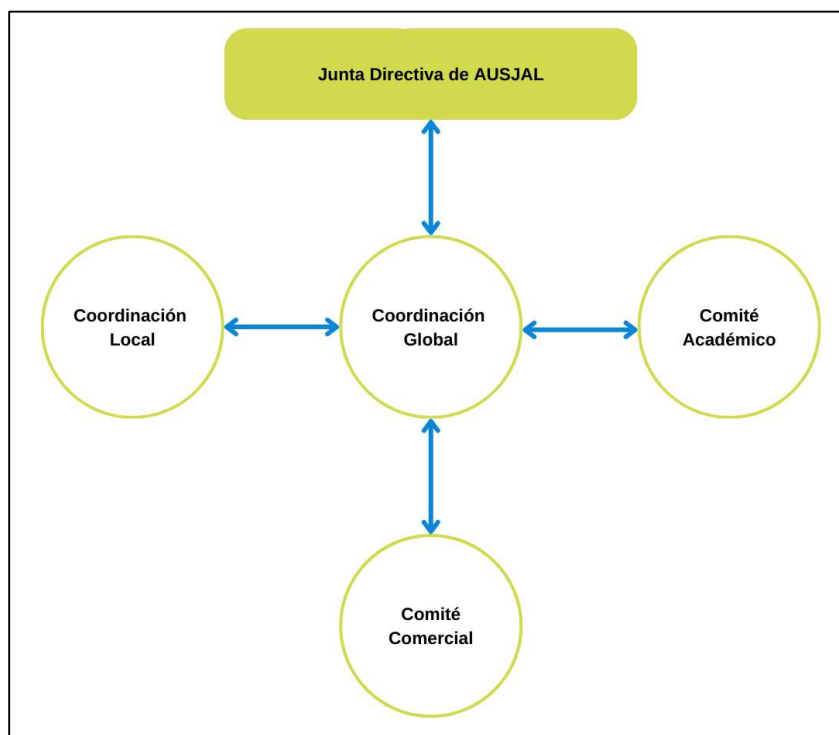 Junta Directiva de AUSJAL
Coordinación
Local
Coordinación
Global
Comité
Académico
Comité
Comercial